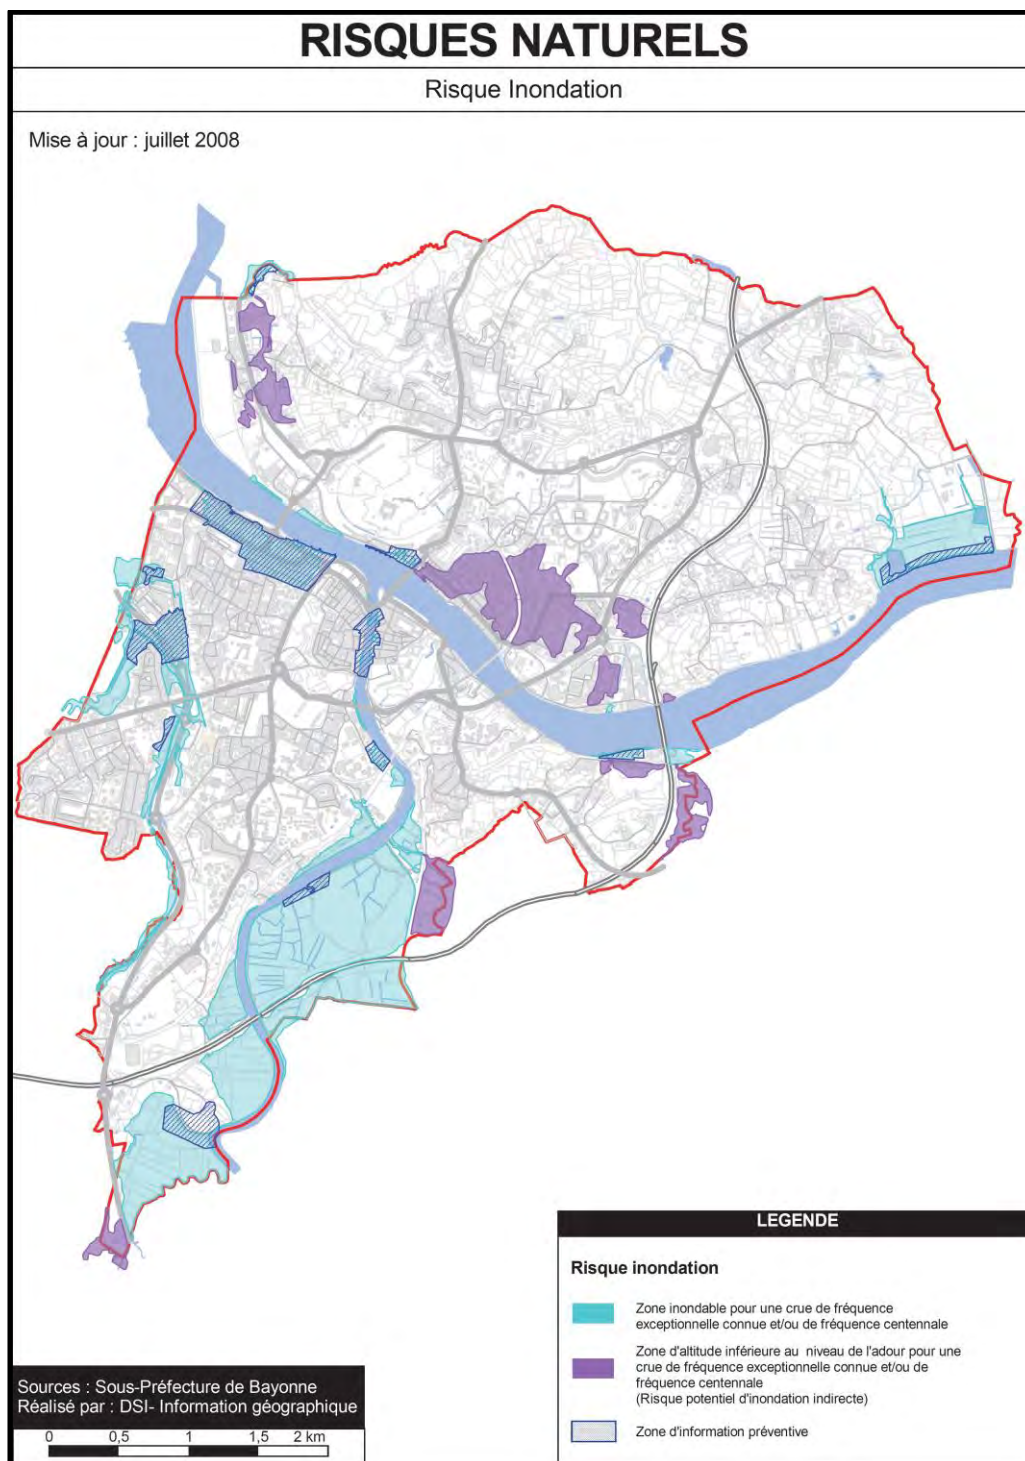 RISQUES NATURELS
Risque Inondation
Mise à jour : juillet 2008
LEGENDE
Risque inondation
Zone inondable pour une crue de fréquence
exceptionnelle connue et/ou de fréquence centennale
Zone d'altitude inférieure au niveau de l'adour pour une
crue de fréquence exceptionnelle connue et/ou de
fréquence centennale
(Risque potentiel d'inondation indirecte)
Zone d'information préventive
Sources : Sous-Préfecture de Bayonne
Réalisé par : DSI- Information géographique
0 0,5 1 1,5 2 km